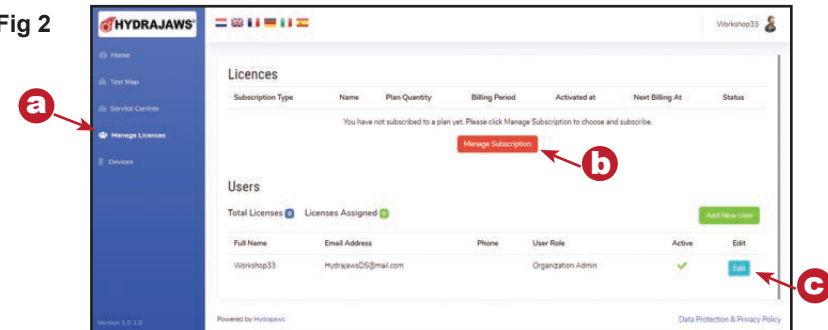 Fig 2
HYDRAJAWS
Workshop33
Home
Test Map
Service Centres
Manage Licences
Devices
a
Licences
Subscription Type Name Plan Quantity Billing Period Activated at Next Billing At Status
You have not subscribed to a plan yet. Please click Manage Subscription to choose and subscribe.
Manage Subscription
b
Users
Total Licenses 0 Licenses Assigned 0
Add New User
Full Name Email Address Phone User Role Active Edit
Workshop33 HydrajawsDS@mail.com Organization Admin Edit
c
Version 1.0.1.0
Powered by Hydrajaws
Data Protection & Privacy Policy